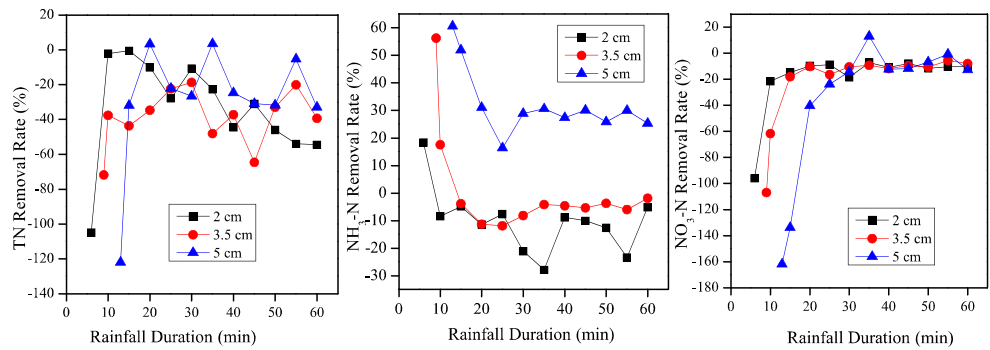 TN Removal Rate (%)
20
0
-20
-40
-60
-80
-100
-120
-140
0 10 20 30 40 50 60
Rainfall Duration (min)
2 cm
3.5 cm
5 cm
NH3-N Removal Rate (%)
60
50
40
30
20
10
0
-10
-20
-30
0 10 20 30 40 50 60
Rainfall Duration (min)
2 cm
3.5 cm
5 cm
NO3-N Removal Rate (%)
20
0
-20
-40
-60
-80
-100
-120
-140
-160
-180
0 10 20 30 40 50 60
Rainfall Duration (min)
2 cm
3.5 cm
5 cm